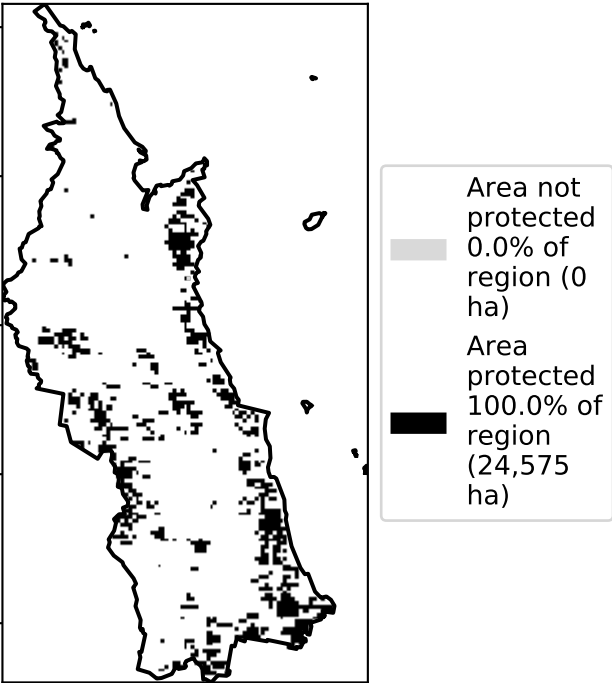 Area not
protected
0.0% of
region (0
ha)
Area
protected
100.0% of
region
(24,575
ha)